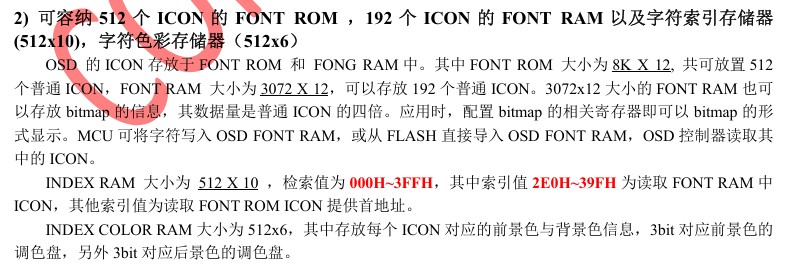 2) 可容纳 512 个 ICON 的 FONT ROM ，192 个 ICON 的 FONT RAM 以及字符索引存储器
(512x10)，字符色彩存储器（512x6）
OSD 的 ICON 存放于 FONT ROM 和 FONG RAM 中。其中 FONT ROM 大小为 8K X 12, 共可放置 512
个普通 ICON，FONT RAM 大小为 3072 X 12，可以存放 192 个普通 ICON。3072x12 大小的 FONT RAM 也可
以存放 bitmap 的信息，其数据量是普通 ICON 的四倍。应用时，配置 bitmap 的相关寄存器即可以 bitmap 的形
式显示。MCU 可将字符写入 OSD FONT RAM，或从 FLASH 直接导入 OSD FONT RAM，OSD 控制器读取其
中的 ICON。
INDEX RAM 大小为 512 X 10 ，检索值为 000H~3FFH，其中索引值 2E0H~39FH 为读取 FONT RAM 中
ICON，其他索引值为读取 FONT ROM ICON 提供首地址。
INDEX COLOR RAM 大小为 512x6，其中存放每个 ICON 对应的前景色与背景色信息，3bit 对应前景色的
调色盘，另外 3bit 对应后景色的调色盘。